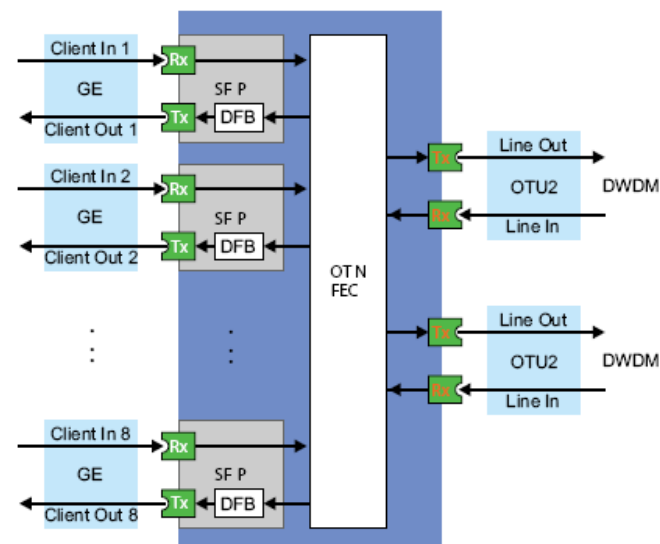 Client In 1
Rx
GE
SF P
Client Out 1
Tx
DFB
Client In 2
Rx
GE
SF P
Client Out 2
Tx
DFB
Client In 8
Rx
GE
SF P
Client Out 8
Tx
DFB
OT N
FEC
Tx
Line Out
OTU2
DWDM
Rx
Line In
Tx
Line Out
OTU2
DWDM
Rx
Line In